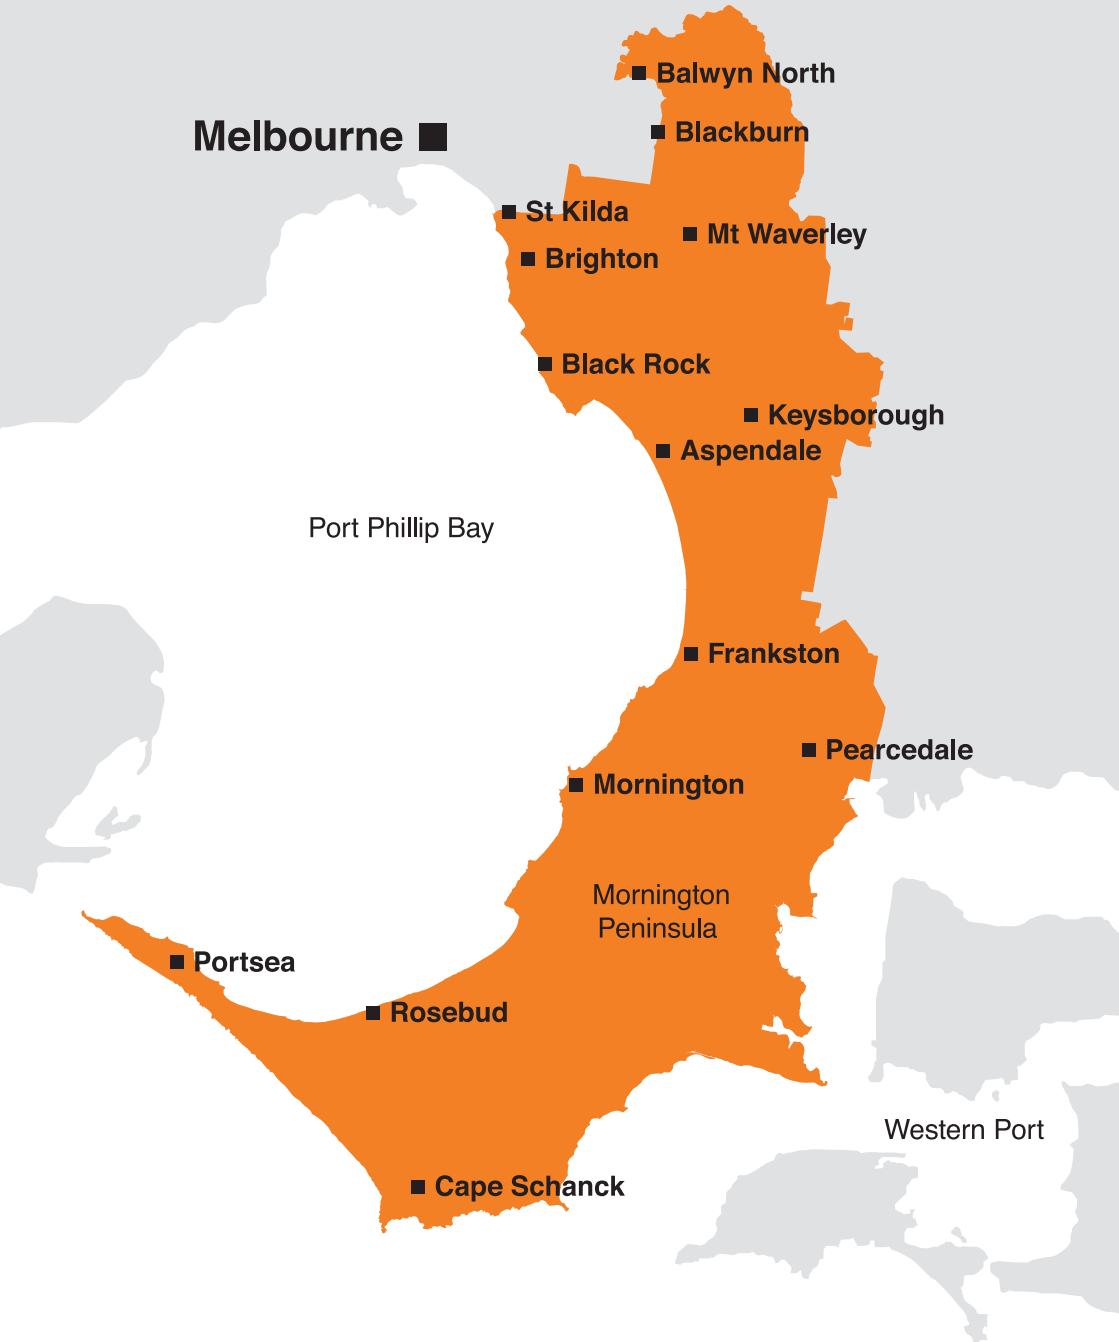 Balwyn North
Blackburn
Melbourne
St Kilda
Mt Waverley
Brighton
Black Rock
Keysborough
Aspendale
Port Phillip Bay
Frankston
Pearcedale
Mornington
Mornington
Peninsula
Portsea
Rosebud
Western Port
Cape Schanck